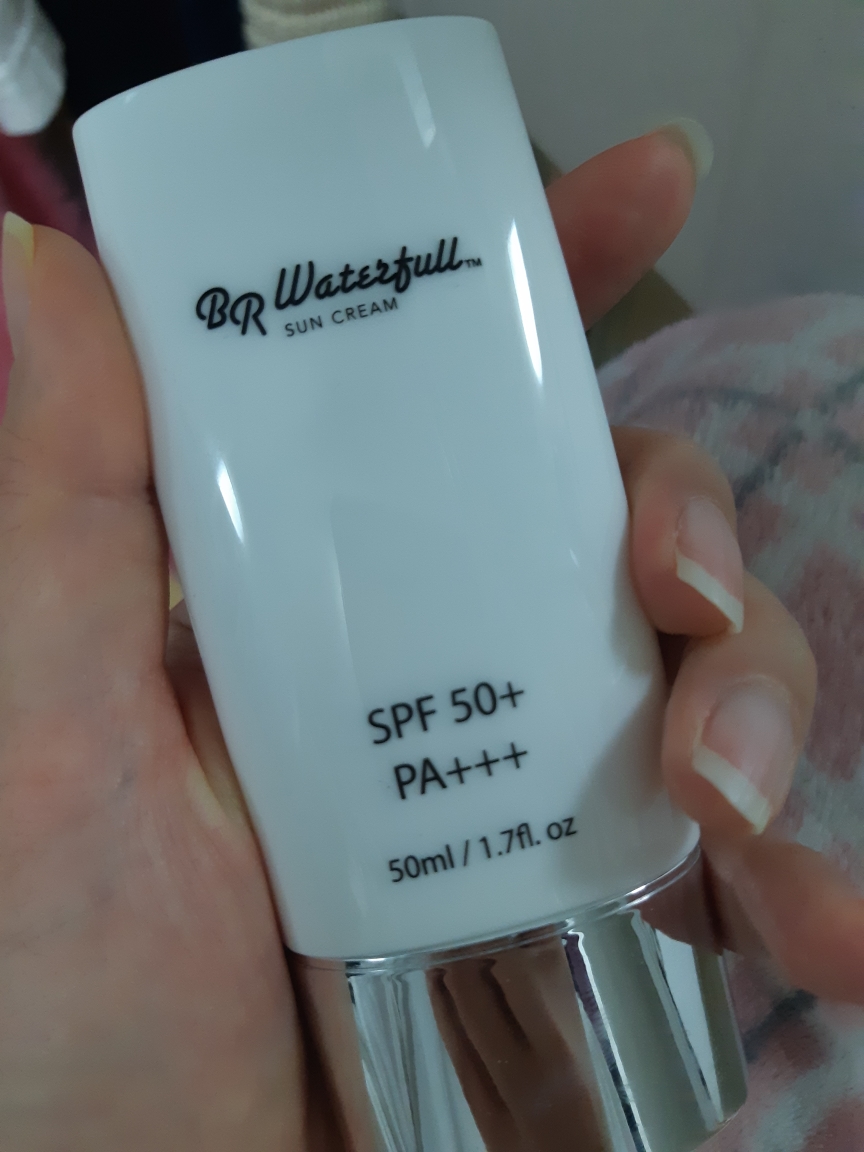 BR Waterfull™
SUN CREAM
SPF 50+
PA+++
50ml / 1.7fl. oz